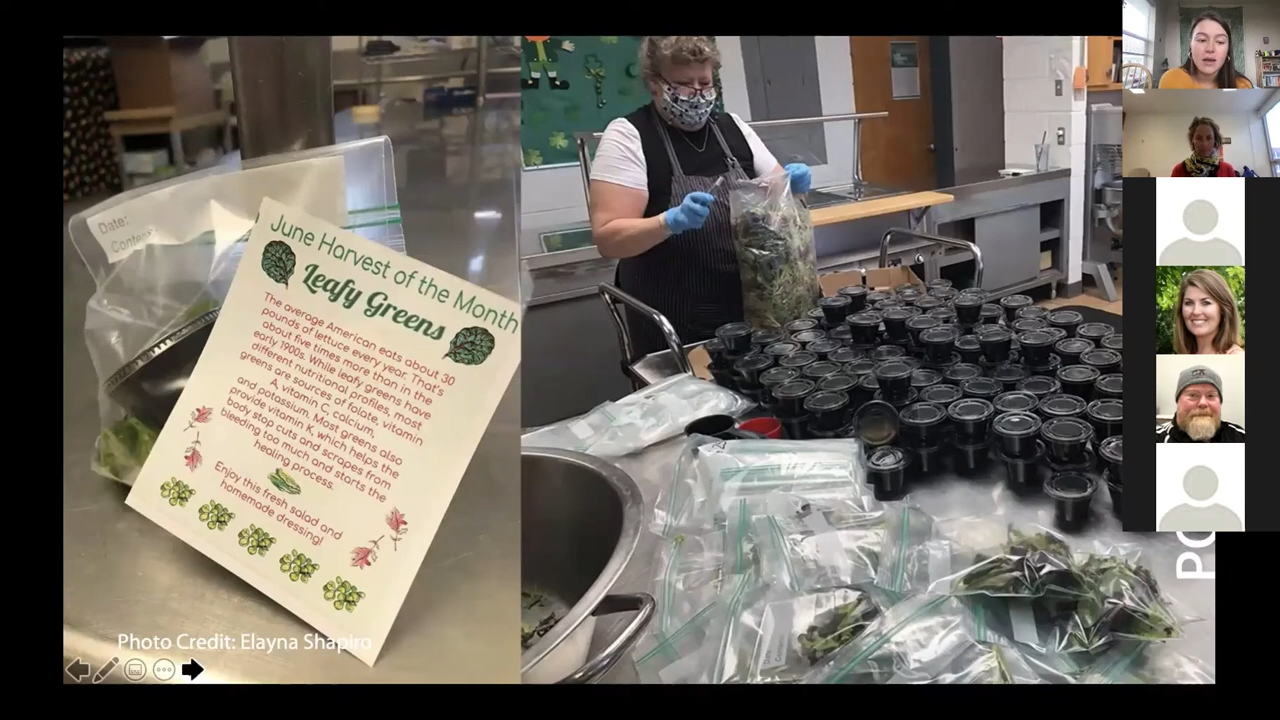 Date:
Contents:
June Harvest of the Month
Leafy Greens
The average American eats about 30
pounds of lettuce every year. That's
about five times more than in the
early 1900s. While leafy greens have
different nutritional profiles, most
greens are sources of folate, vitamin
A, vitamin C, calcium,
and potassium. Most greens also
provide vitamin K, which helps the
body stop cuts and scrapes from
bleeding too much and starts the
healing process.
Enjoy this fresh salad and
homemade dressing!
Photo Credit: Elayna Shapiro